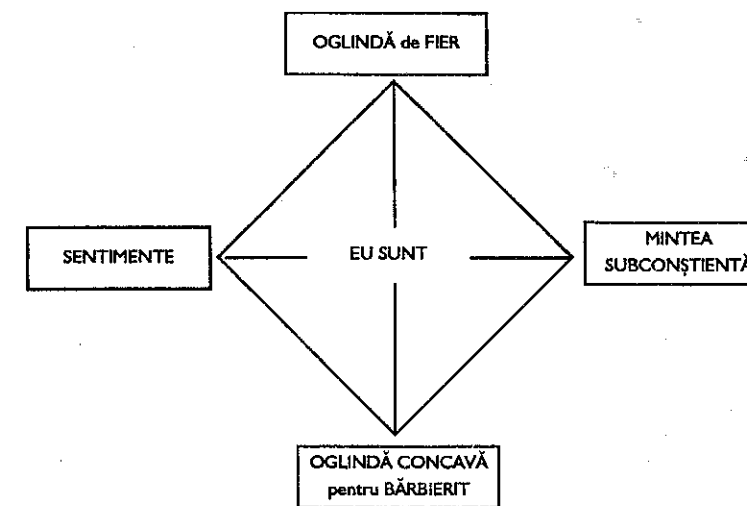 OGLINDĂ de FIER
SENTIMENTE
EU SUNT
MINTEA
SUBCONȘTIENTĂ
OGLINDĂ CONCAVĂ
pentru BĂRBIERIT